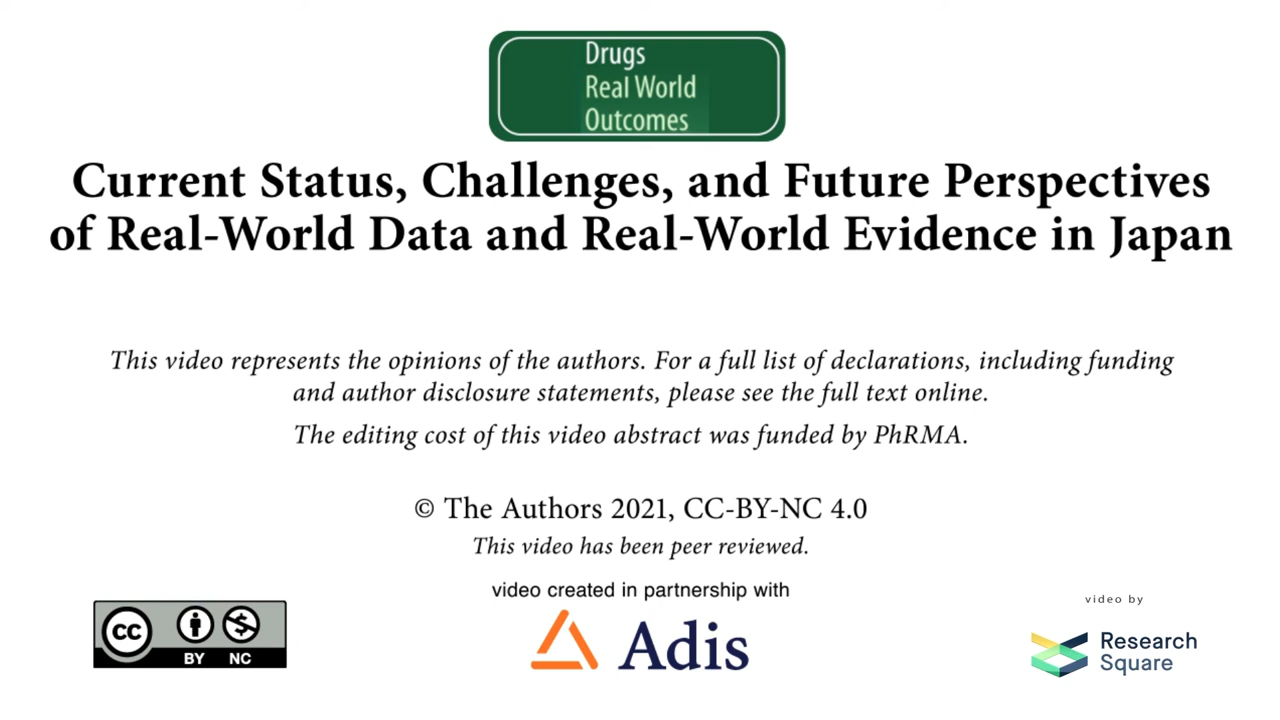 Drugs
Real World
Outcomes
Current Status, Challenges, and Future Perspectives
of Real-World Data and Real-World Evidence in Japan
This video represents the opinions of the authors. For a full list of declarations, including funding
and author disclosure statements, please see the full text online.
The editing cost of this video abstract was funded by PhRMA.
© The Authors 2021, CC-BY-NC 4.0
This video has been peer reviewed.
video created in partnership with
Adis
cc
BY NC
video by
Research
Square